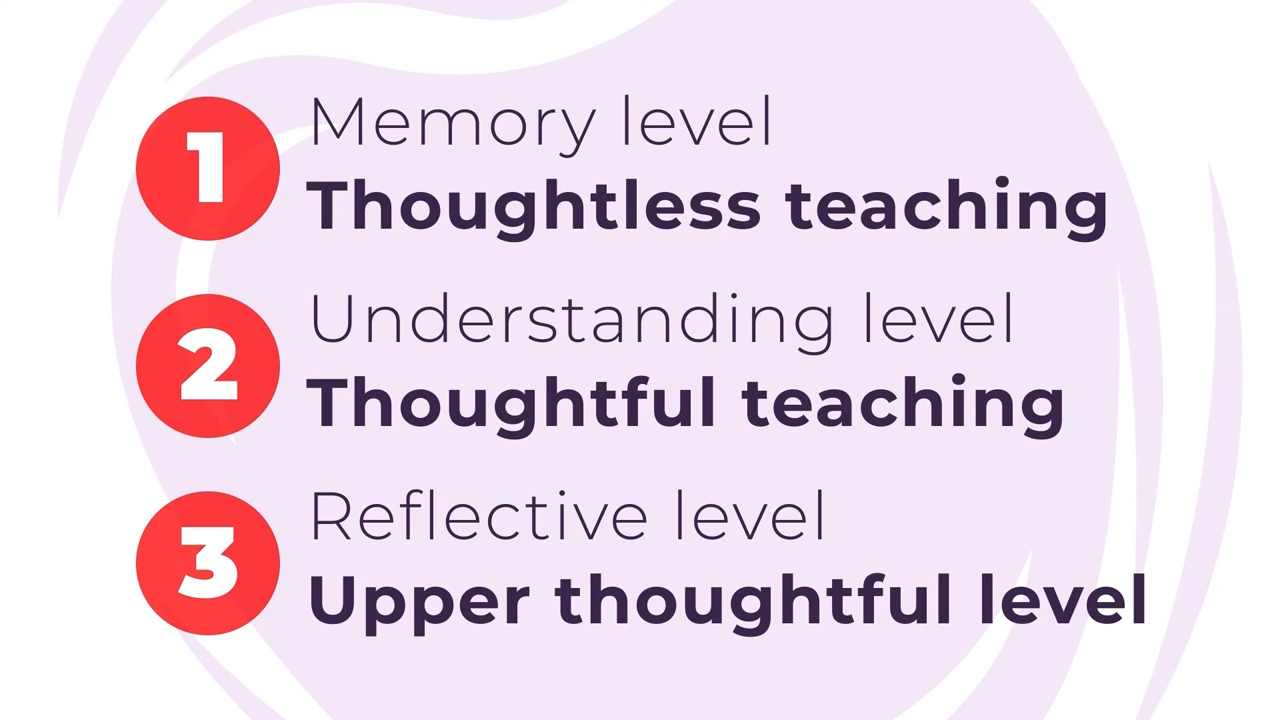 1
Memory level
Thoughtless teaching
2
Understanding level
Thoughtful teaching
3
Reflective level
Upper thoughtful level